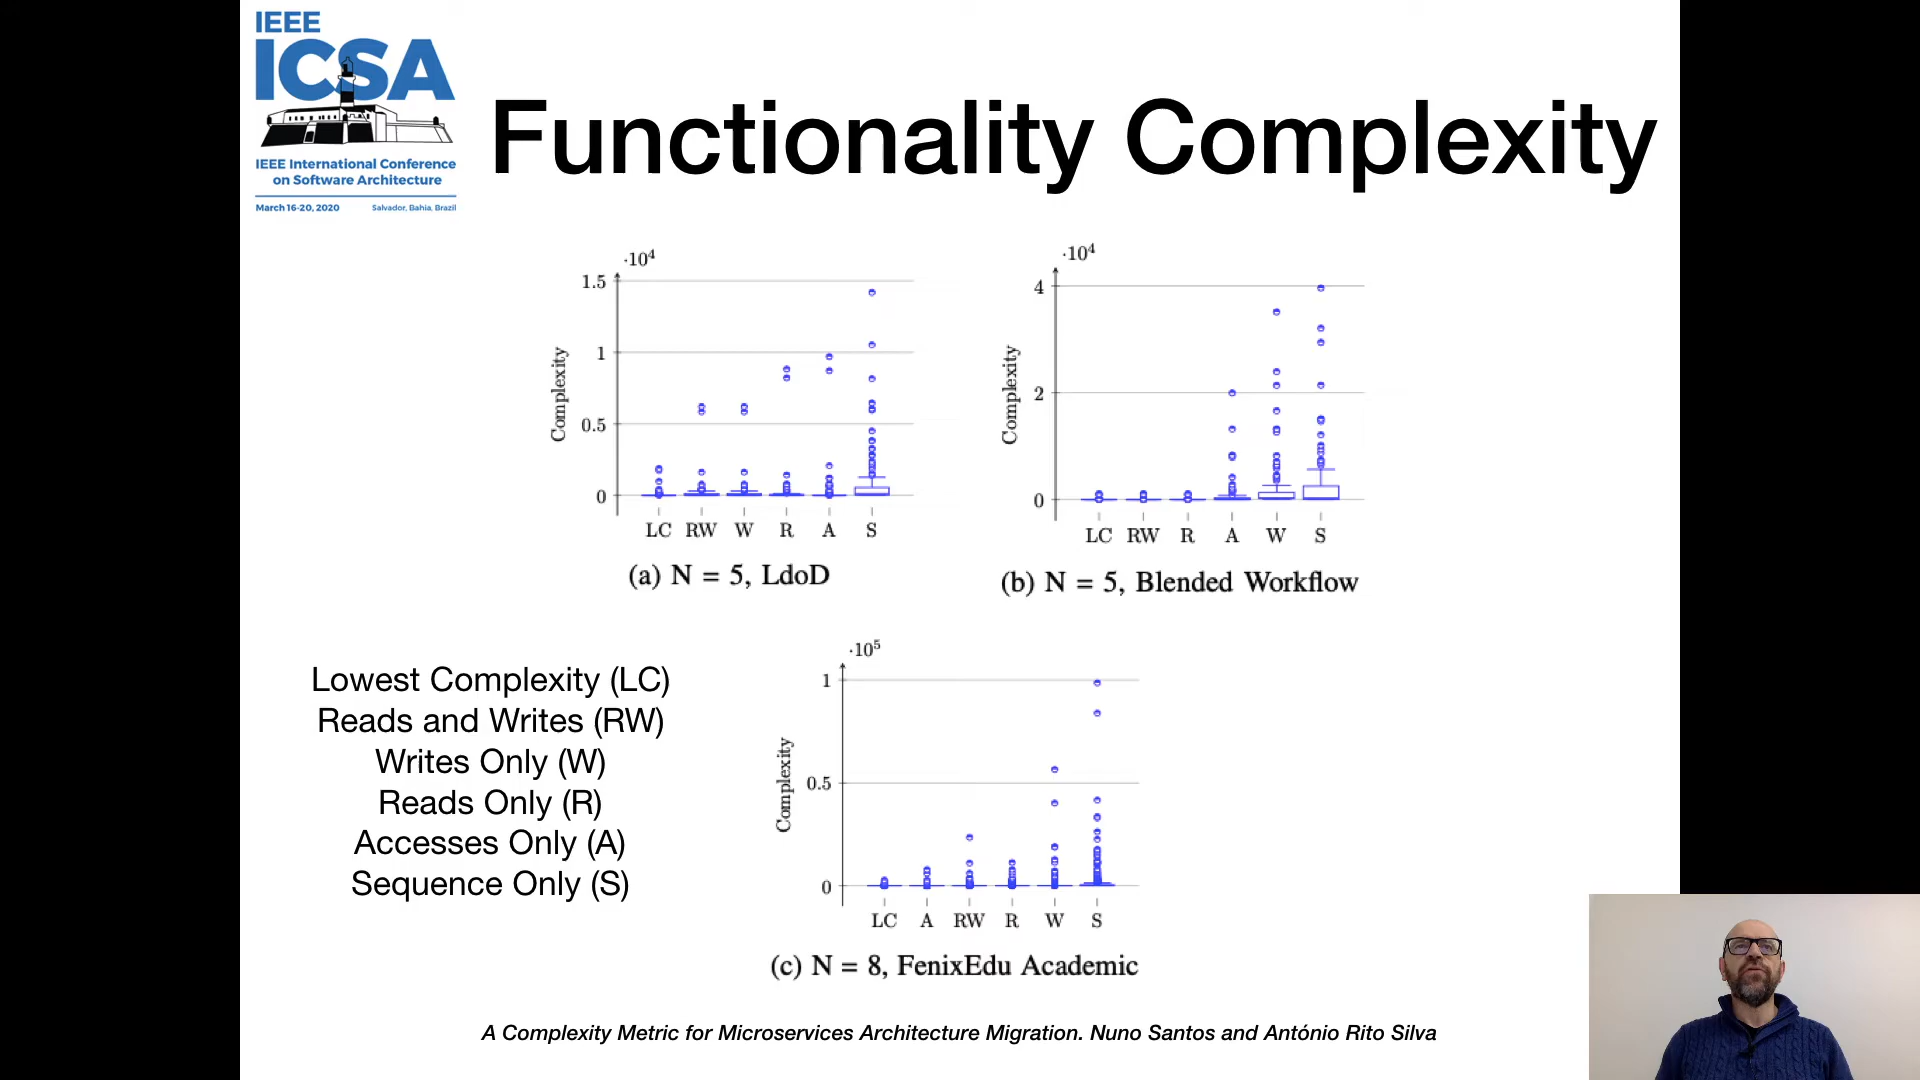 IEEE
ICSA
IEEE International Conference
on Software Architecture
March 16-20, 2020 Salvador, Bahia, Brazil
Functionality Complexity
·10⁴
1.5
1
0.5
0
Complexity
LC RW W R A S
(a) N = 5, LdoD
·10⁴
4
2
0
Complexity
LC RW R A W S
(b) N = 5, Blended Workflow
Lowest Complexity (LC)
Reads and Writes (RW)
Writes Only (W)
Reads Only (R)
Accesses Only (A)
Sequence Only (S)
·10⁵
1
0.5
0
Complexity
LC A RW R W S
(c) N = 8, FenixEdu Academic
A Complexity Metric for Microservices Architecture Migration. Nuno Santos and António Rito Silva